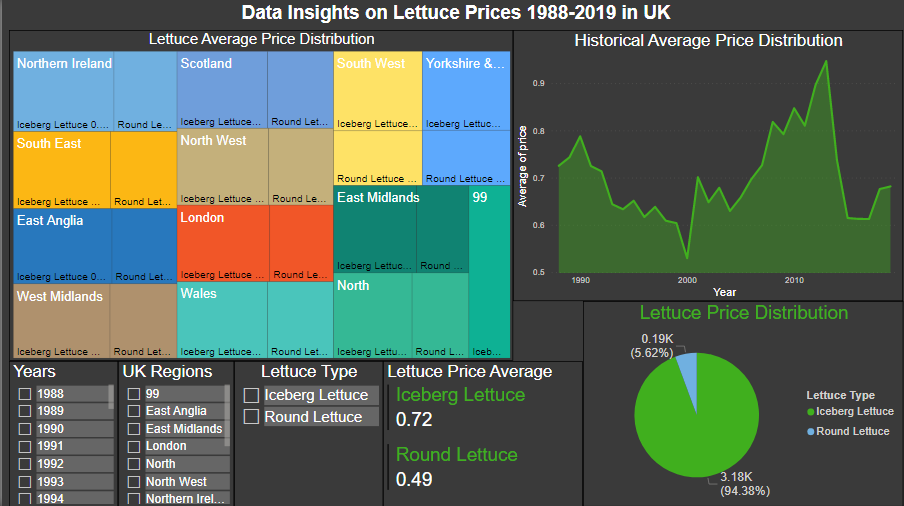 Data Insights on Lettuce Prices 1988-2019 in UK
Lettuce Average Price Distribution
Northern Ireland
Iceberg Lettuce 0....
Round Le...
Scotland
Iceberg Lettuce...
Round Let...
South West
Iceberg Lettuce...
Round Lettuce ...
Yorkshire &...
Iceberg Lettuc...
Round Lettuce ...
South East
Iceberg Lettuce ...
Round Let...
North West
Iceberg Lettuce ...
Round Le...
East Anglia
Iceberg Lettuce 0...
Round Let...
London
Iceberg Lettuce ...
Round Le...
East Midlands
Iceberg Lettuc...
Round ...
99
Iceb...
West Midlands
Iceberg Lettuce ...
Round Let...
Wales
Iceberg Lettuce...
Round Let...
North
Iceberg Lettu...
Round L...
Historical Average Price Distribution
Average of price
0.9
0.8
0.7
0.6
0.5
1990
2000
2010
Year
Years
1988
1989
1990
1991
1992
1993
1994
UK Regions
99
East Anglia
East Midlands
London
North
North West
Northern Irel...
Lettuce Type
Iceberg Lettuce
Round Lettuce
Lettuce Price Average
Iceberg Lettuce
0.72
Round Lettuce
0.49
Lettuce Price Distribution
0.19K
(5.62%)
3.18K
(94.38%)
Lettuce Type
Iceberg Lettuce
Round Lettuce